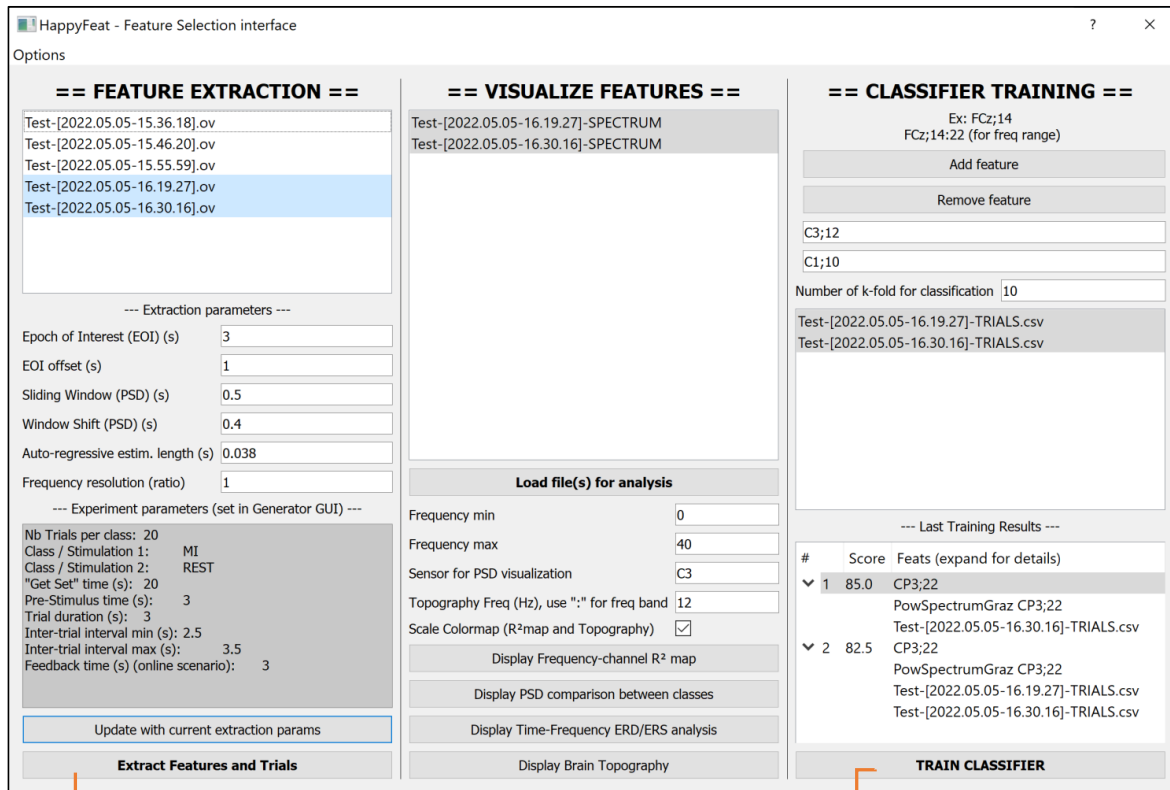 HappyFeat - Feature Selection interface
?
×
Options
== FEATURE EXTRACTION ==
Test-[2022.05.05-15.36.18].ov
Test-[2022.05.05-15.46.20].ov
Test-[2022.05.05-15.55.59].ov
Test-[2022.05.05-16.19.27].ov
Test-[2022.05.05-16.30.16].ov
--- Extraction parameters ---
Epoch of Interest (EOI) (s) 3
EOI offset (s) 1
Sliding Window (PSD) (s) 0.5
Window Shift (PSD) (s) 0.4
Auto-regressive estim. length (s) 0.038
Frequency resolution (ratio) 1
--- Experiment parameters (set in Generator GUI) ---
Nb Trials per class: 20
Class / Stimulation 1: MI
Class / Stimulation 2: REST
"Get Set" time (s): 20
Pre-Stimulus time (s): 3
Trial duration (s): 3
Inter-trial interval min (s): 2.5
Inter-trial interval max (s): 3.5
Feedback time (s) (online scenario): 3
Update with current extraction params
Extract Features and Trials
== VISUALIZE FEATURES ==
Test-[2022.05.05-16.19.27]-SPECTRUM
Test-[2022.05.05-16.30.16]-SPECTRUM
Load file(s) for analysis
Frequency min 0
Frequency max 40
Sensor for PSD visualization C3
Topography Freq (Hz), use ":" for freq band 12
Scale Colormap (R²map and Topography)
Display Frequency-channel R² map
Display PSD comparison between classes
Display Time-Frequency ERD/ERS analysis
Display Brain Topography
== CLASSIFIER TRAINING ==
Ex: FCz;14
FCz;14:22 (for freq range)
Add feature
Remove feature
C3;12
C1;10
Number of k-fold for classification 10
Test-[2022.05.05-16.19.27]-TRIALS.csv
Test-[2022.05.05-16.30.16]-TRIALS.csv
--- Last Training Results ---
# Score Feats (expand for details)
1 85.0 CP3;22
PowSpectrumGraz CP3;22
Test-[2022.05.05-16.30.16]-TRIALS.csv
2 82.5 CP3;22
PowSpectrumGraz CP3;22
Test-[2022.05.05-16.19.27]-TRIALS.csv
Test-[2022.05.05-16.30.16]-TRIALS.csv
TRAIN CLASSIFIER